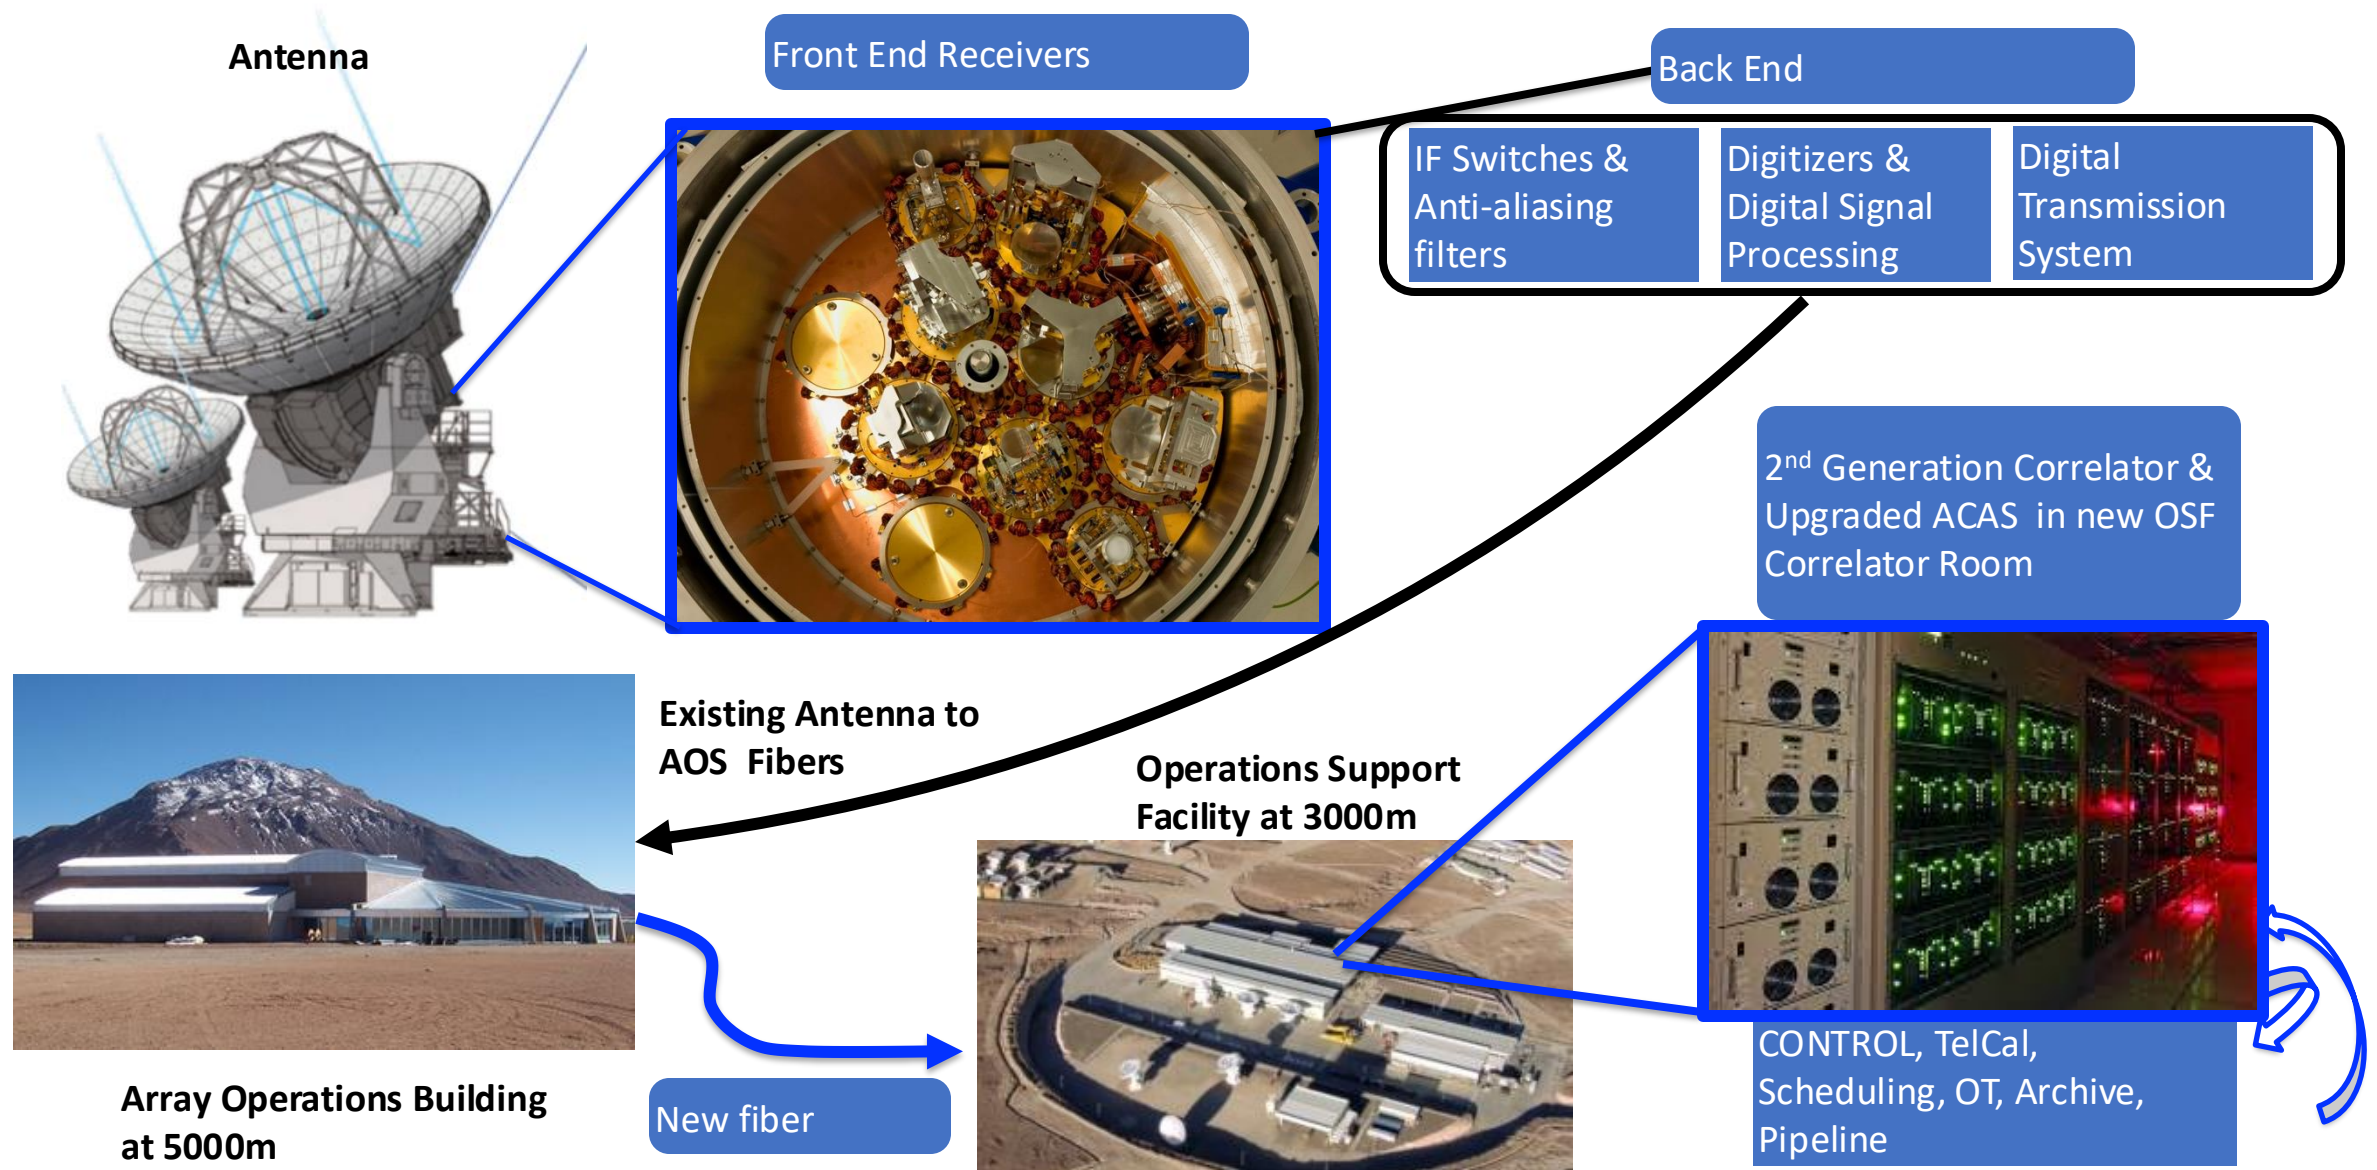 Antenna
Front End Receivers
Back End
IF Switches &
Anti-aliasing
filters
Digitizers &
Digital Signal
Processing
Digital
Transmission
System
2nd Generation Correlator &
Upgraded ACAS in new OSF
Correlator Room
Existing Antenna to
AOS Fibers
Operations Support
Facility at 3000m
Array Operations Building
at 5000m
New fiber
CONTROL, TelCal,
Scheduling, OT, Archive,
Pipeline